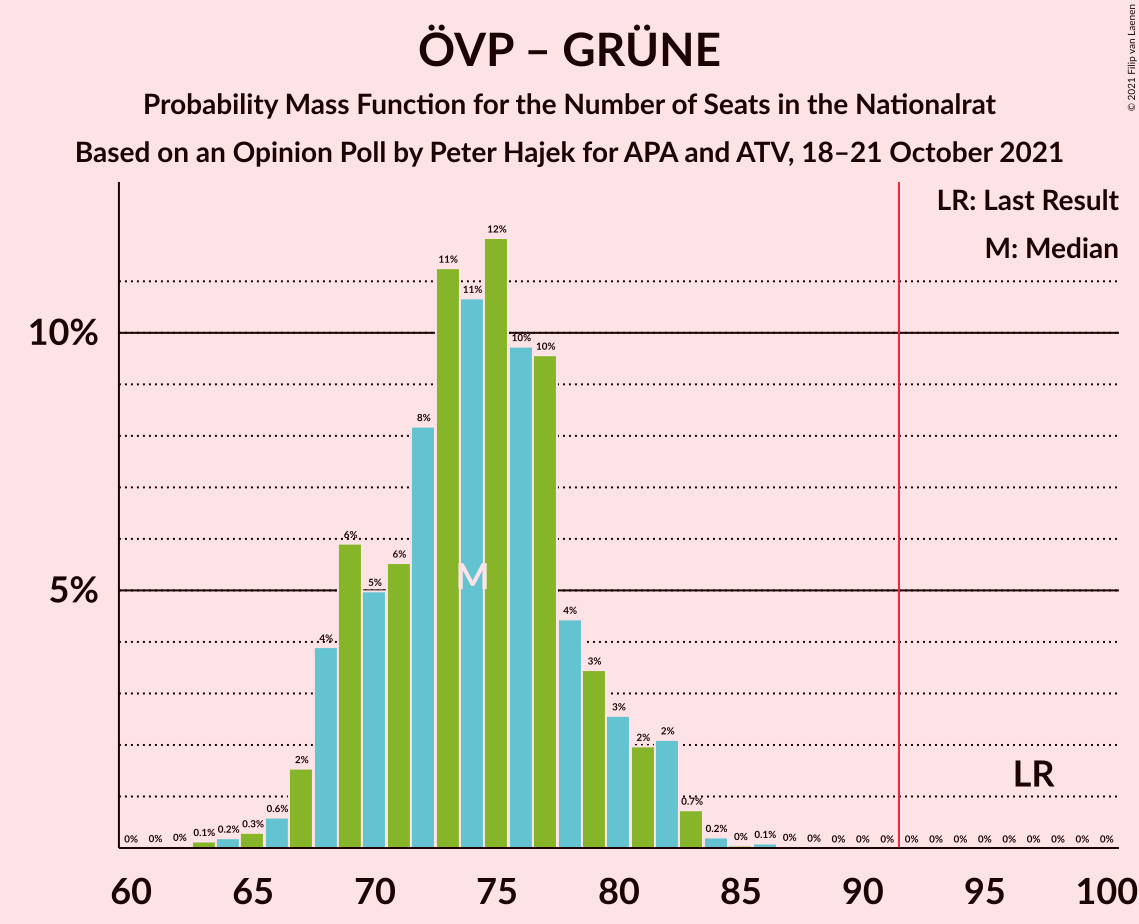 ÖVP – GRÜNE
Probability Mass Function for the Number of Seats in the Nationalrat
Based on an Opinion Poll by Peter Hajek for APA and ATV, 18–21 October 2021
© 2021 Filip van Laenen
LR: Last Result
M: Median
10%
5%
0% 0% 0% 0.1% 0.2% 0.3% 0.6% 2% 4% 6% 5% 6% 8% 11% 11% 12% 10% 10% 4% 3% 3% 2% 2% 0.7% 0.2% 0% 0.1% 0% 0% 0% 0% 0% 0% 0% 0% 0% 0% 0% 0% 0% 0%
M
LR
60 65 70 75 80 85 90 95 100